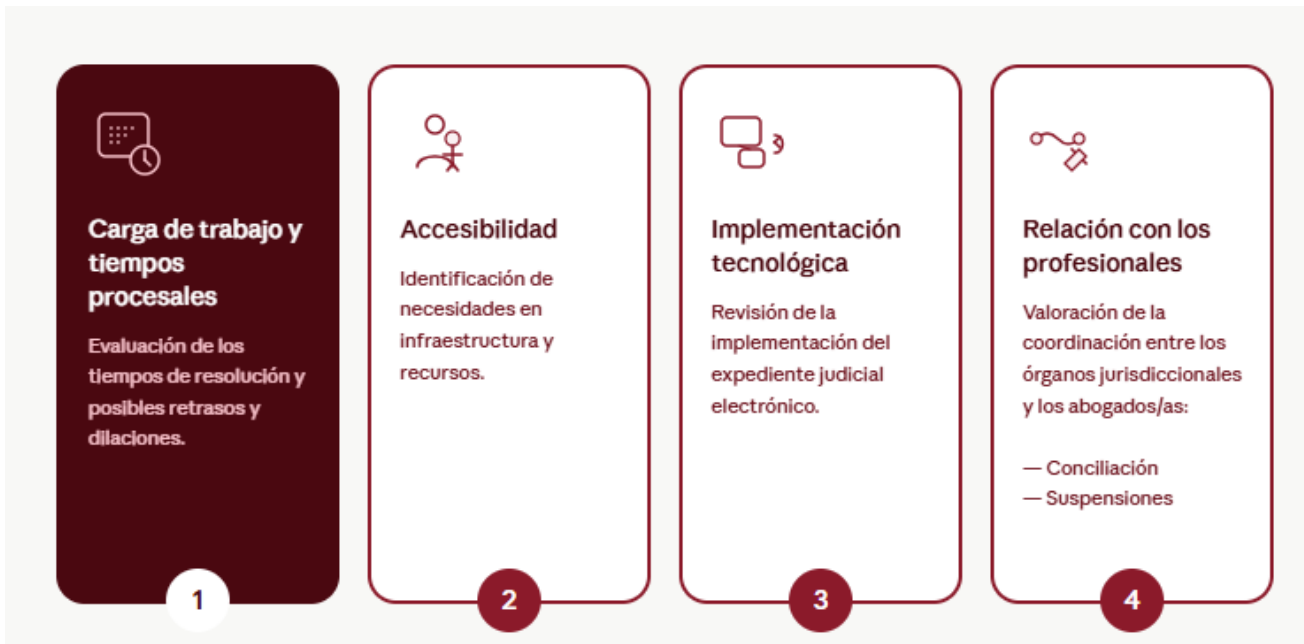 Carga de trabajo y
tiempos
procesales
Evaluación de los
tiempos de resolución y
posibles retrasos y
dilaciones.
1
Accesibilidad
Identificación de
necesidades en
infraestructura y
recursos.
2
Implementación
tecnológica
Revisión de la
implementación del
expediente judicial
electrónico.
3
Relación con los
profesionales
Valoración de la
coordinación entre los
órganos jurisdiccionales
y los abogados/as:
— Conciliación
— Suspensiones
4